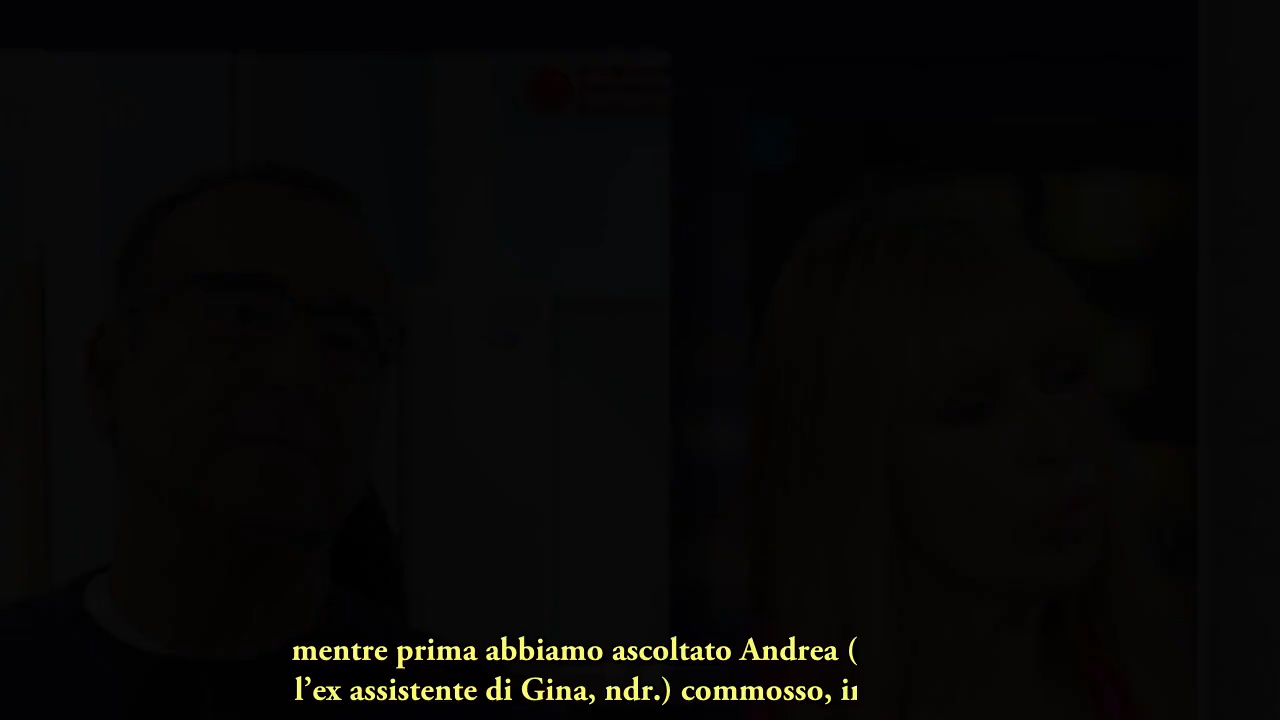 mentre prima abbiamo ascoltato Andrea (
l’ex assistente di Gina, ndr.) commosso,